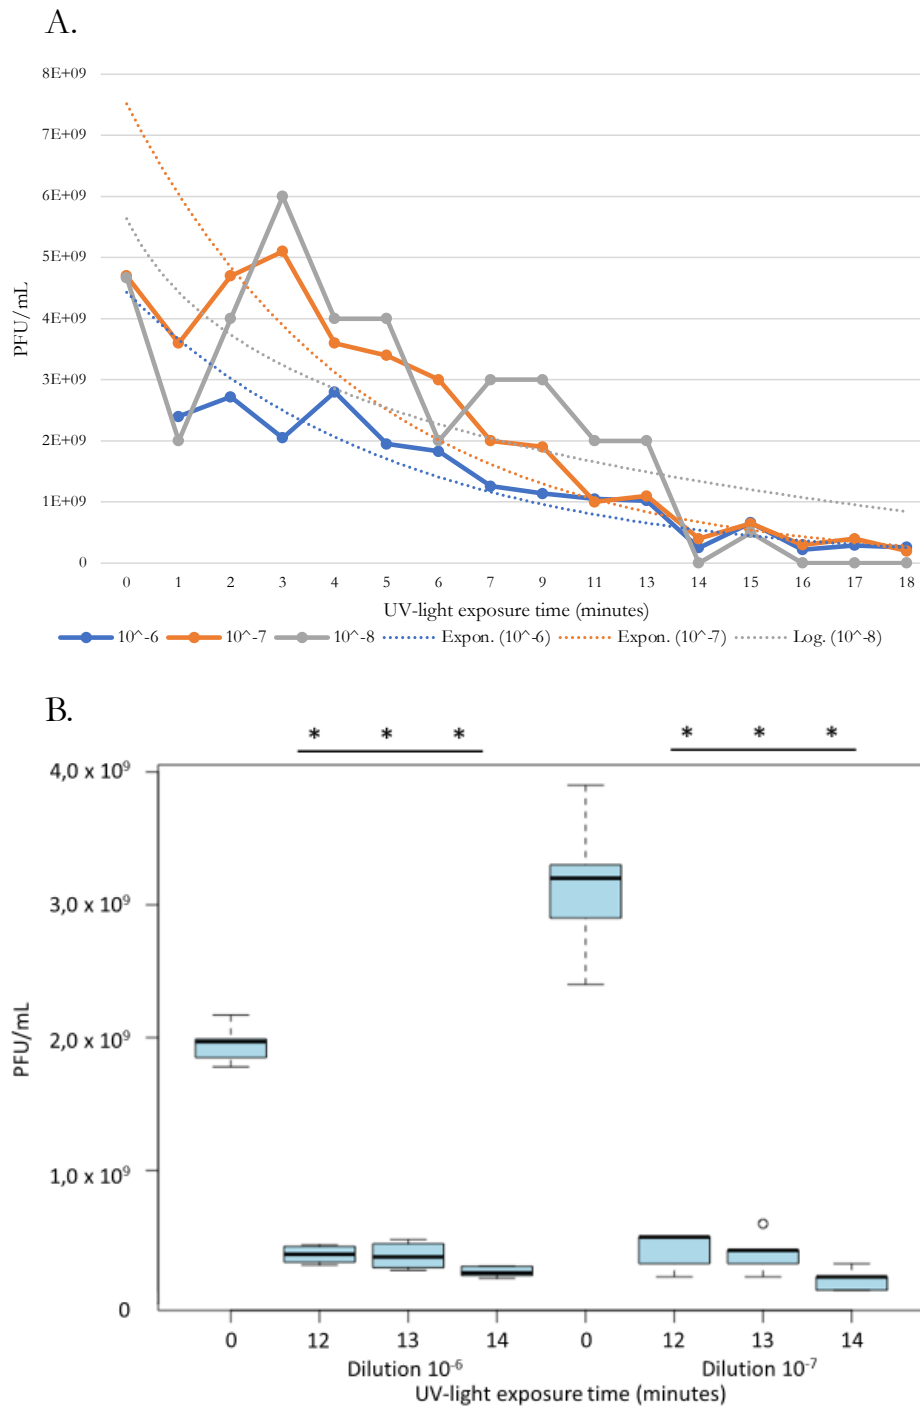 A.
8E+09
7E+09
6E+09
5E+09
4E+09
3E+09
2E+09
1E+09
0
PFU/mL
0 1 2 3 4 5 6 7 9 11 13 14 15 16 17 18
UV-light exposure time (minutes)
10^-6 10^-7 10^-8 Expon. (10^-6) Expon. (10^-7) Log. (10^-8)
B.
* * * * * *
4,0 x 10⁹
3,0 x 10⁹
2,0 x 10⁹
1,0 x 10⁹
0
PFU/mL
0 12 13 14 0 12 13 14
Dilution 10⁻⁶ Dilution 10⁻⁷
UV-light exposure time (minutes)